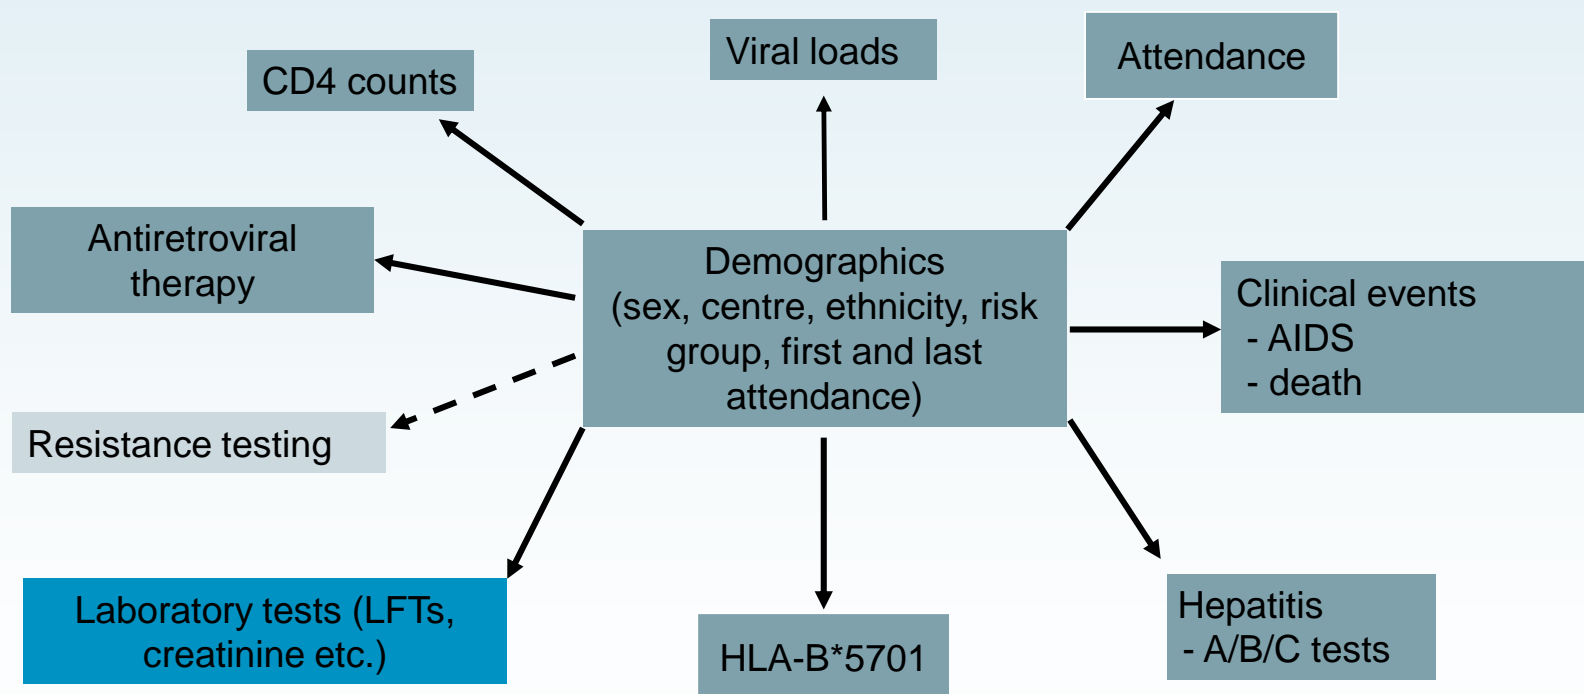 Viral loads
Attendance
CD4 counts
Antiretroviral
therapy
Demographics
(sex, centre, ethnicity, risk
group, first and last
attendance)
Clinical events
- AIDS
- death
Resistance testing
Laboratory tests (LFTs,
creatinine etc.)
HLA-B*5701
Hepatitis
- A/B/C tests